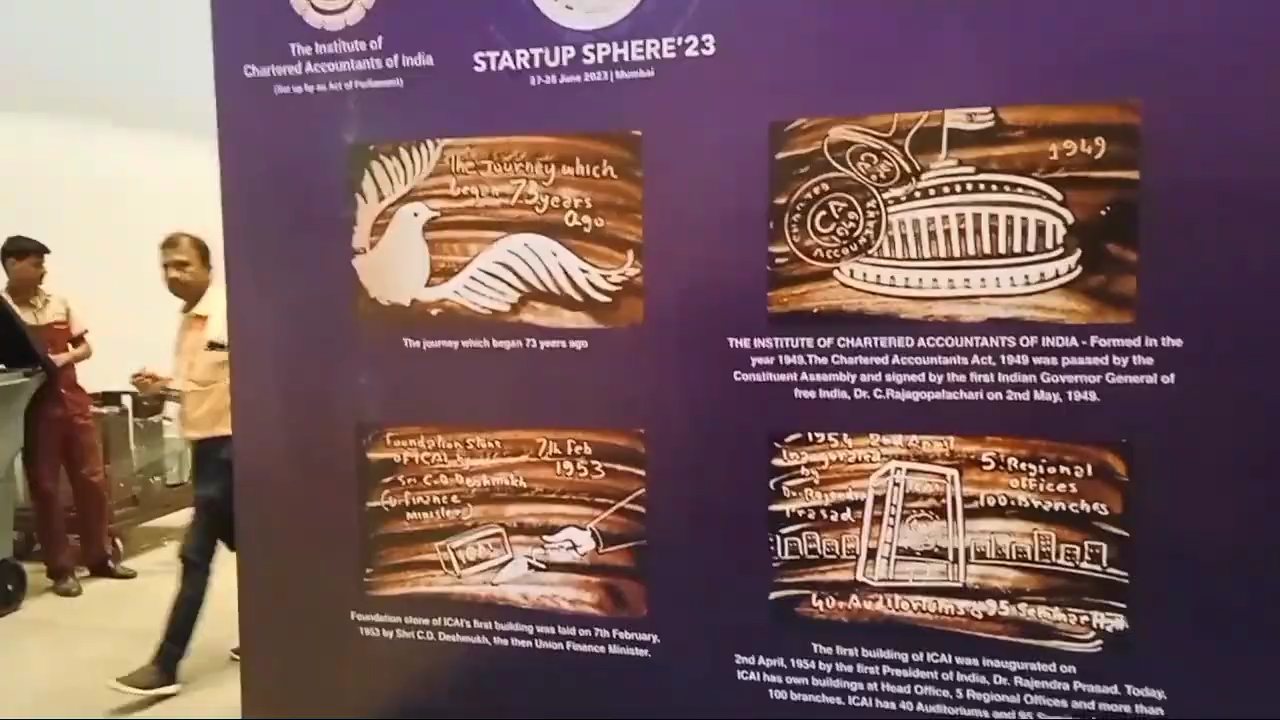 The Institute of
Chartered Accountants of India
(Set up by an Act of Parliament)
STARTUP SPHERE'23
27-28 June 2023 | Mumbai
The Journey which
began 73 years
Ago
The journey which began 73 years ago
1949
CHARTERED
CA
1949
ACCOUNTANT
THE INSTITUTE OF CHARTERED ACCOUNTANTS OF INDIA - Formed in the
year 1949.The Chartered Accountants Act, 1949 was passed by the
Constituent Assembly and signed by the first Indian Governor General of
free India, Dr. C.Rajagopalachari on 2nd May, 1949.
Foundation Stone
of ICAI by
Sri C.D. Deshmukh
Finance
Minister)
7th Feb
1953
Foundation stone of ICAI's first building was laid on 7th February,
1953 by Shri C.D. Deshmukh, the then Union Finance Minister.
1954 2nd April
Inaugurated
by
Dr. Rajendra
Prasad
5 Regional
offices
100 Branches
40 Auditoriums & 95 Seminar Hall
The first building of ICAI was inaugurated on
2nd April, 1954 by the first President of India, Dr. Rajendra Prasad. Today,
ICAI has own buildings at Head Office, 5 Regional Offices and more than
100 branches. ICAI has 40 Auditoriums and 95